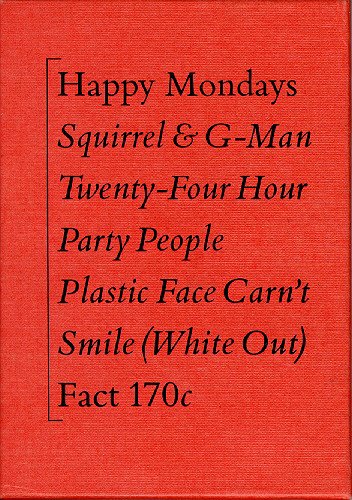 Happy Mondays
Squirrel & G-Man
Twenty-Four Hour
Party People
Plastic Face Carn't
Smile (White Out)
Fact 170c